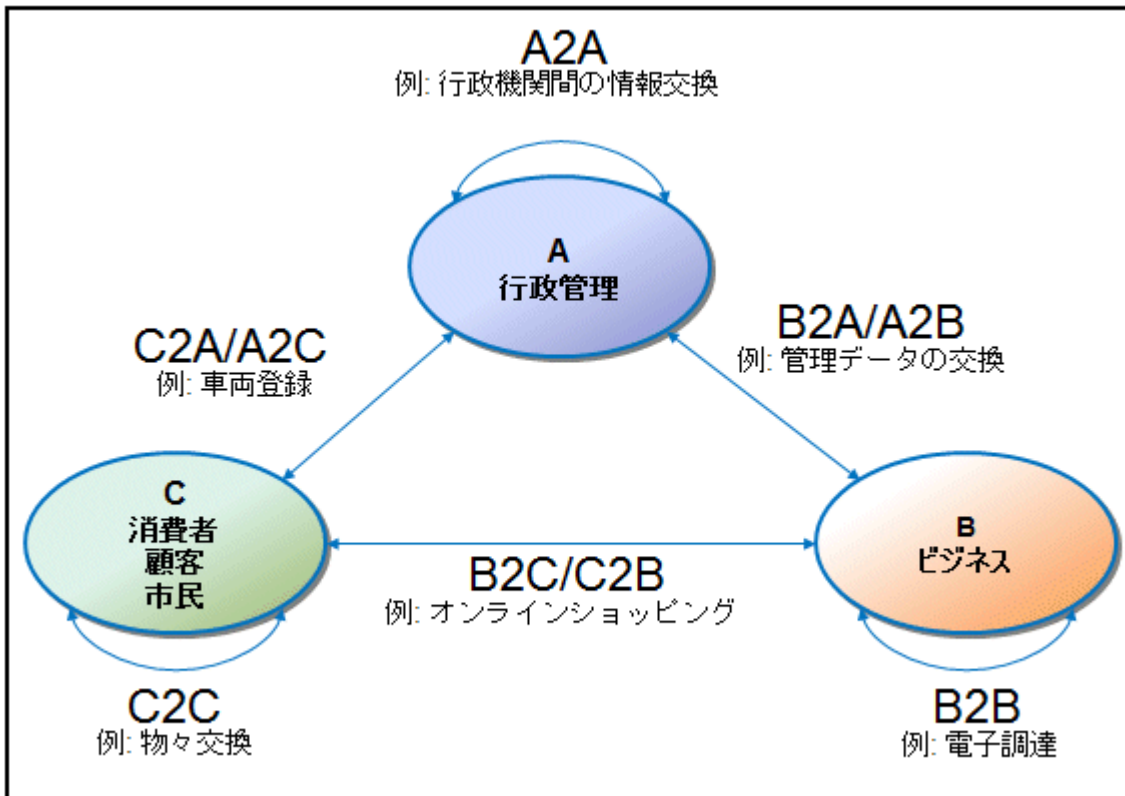 A2A
例: 行政機関間の情報交換
A
行政管理
C2A/A2C
例: 車両登録
B2A/A2B
例: 管理データの交換
C
消費者
顧客
市民
B
ビジネス
B2C/C2B
例: オンラインショッピング
C2C
例: 物々交換
B2B
例: 電子調達